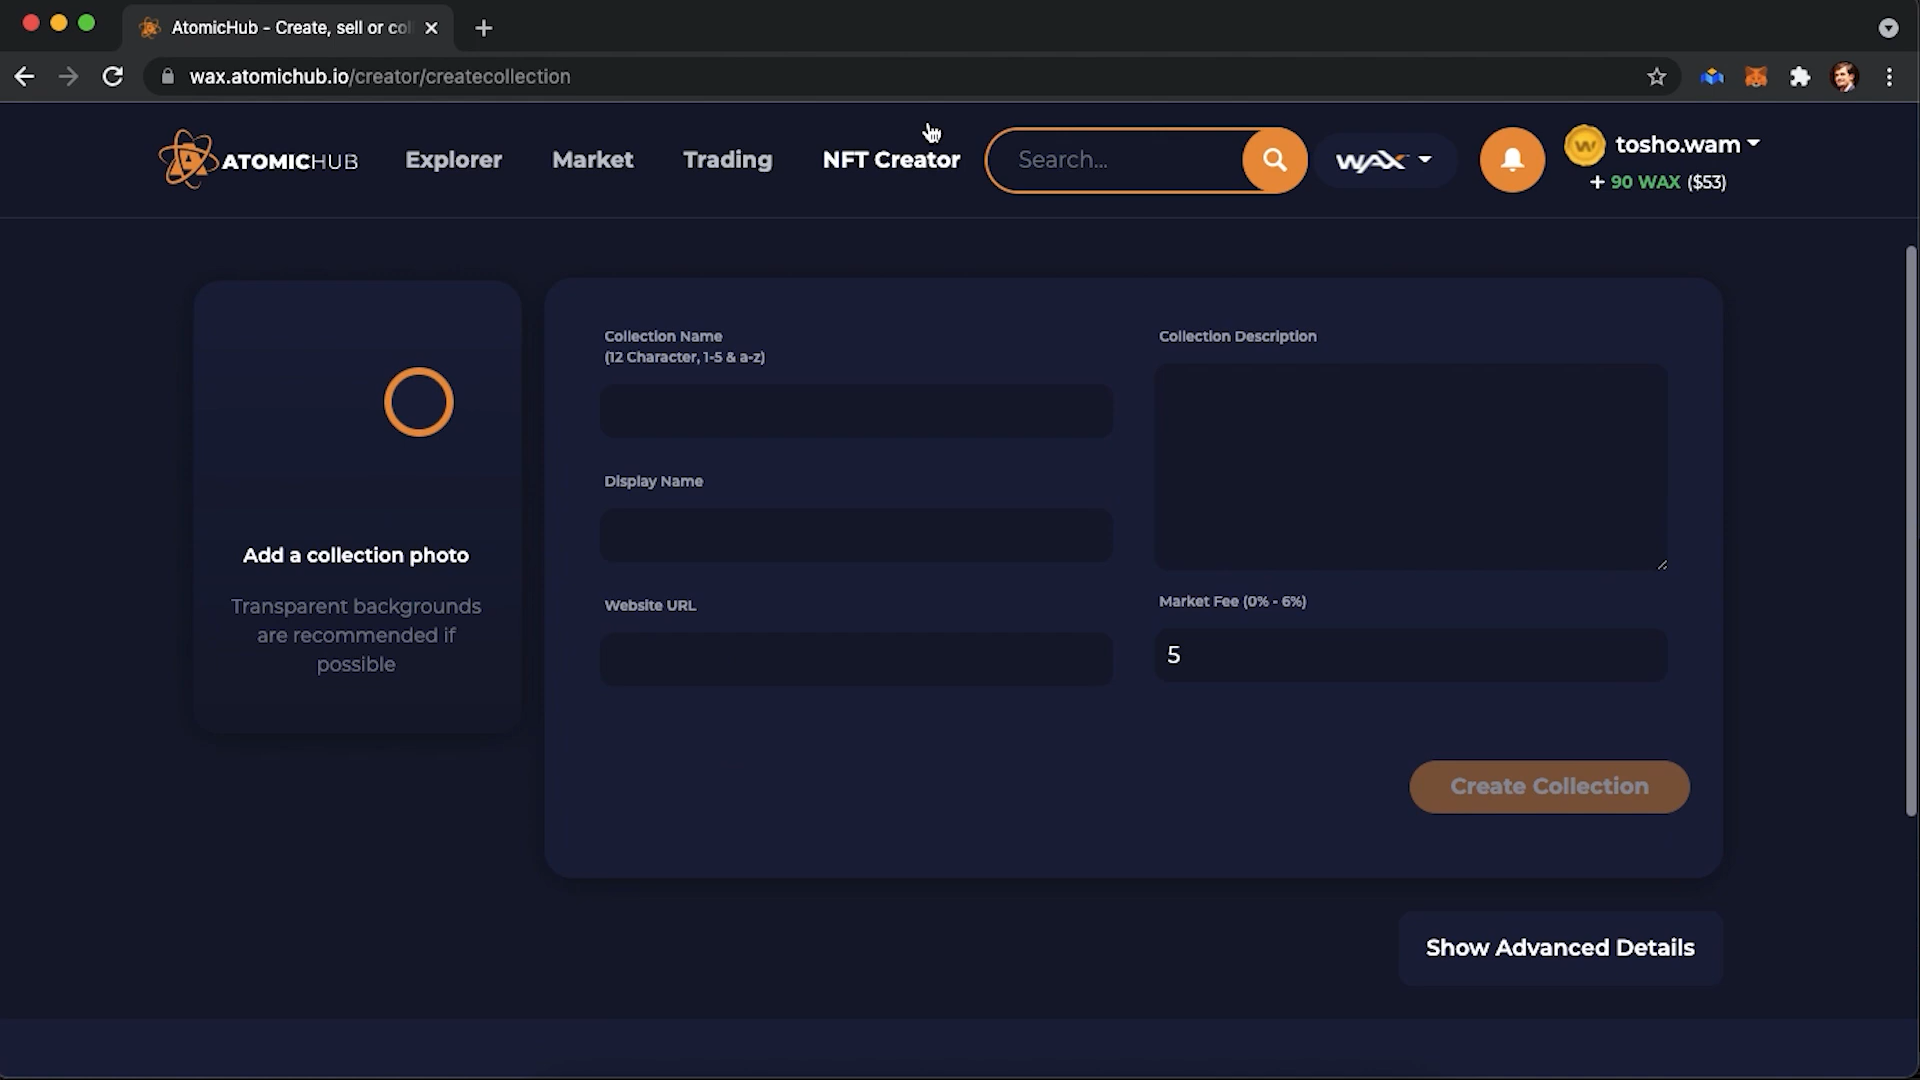 AtomicHub - Create, sell or col
wax.atomichub.io/creator/createcollection
ATOMICHUB
Explorer
Market
Trading
NFT Creator
Search...
WAX
tosho.wam
+ 90 WAX ($53)
Add a collection photo
Transparent backgrounds
are recommended if
possible
Collection Name
(12 Character, 1-5 & a-z)
Display Name
Website URL
Collection Description
Market Fee (0% - 6%)
5
Create Collection
Show Advanced Details